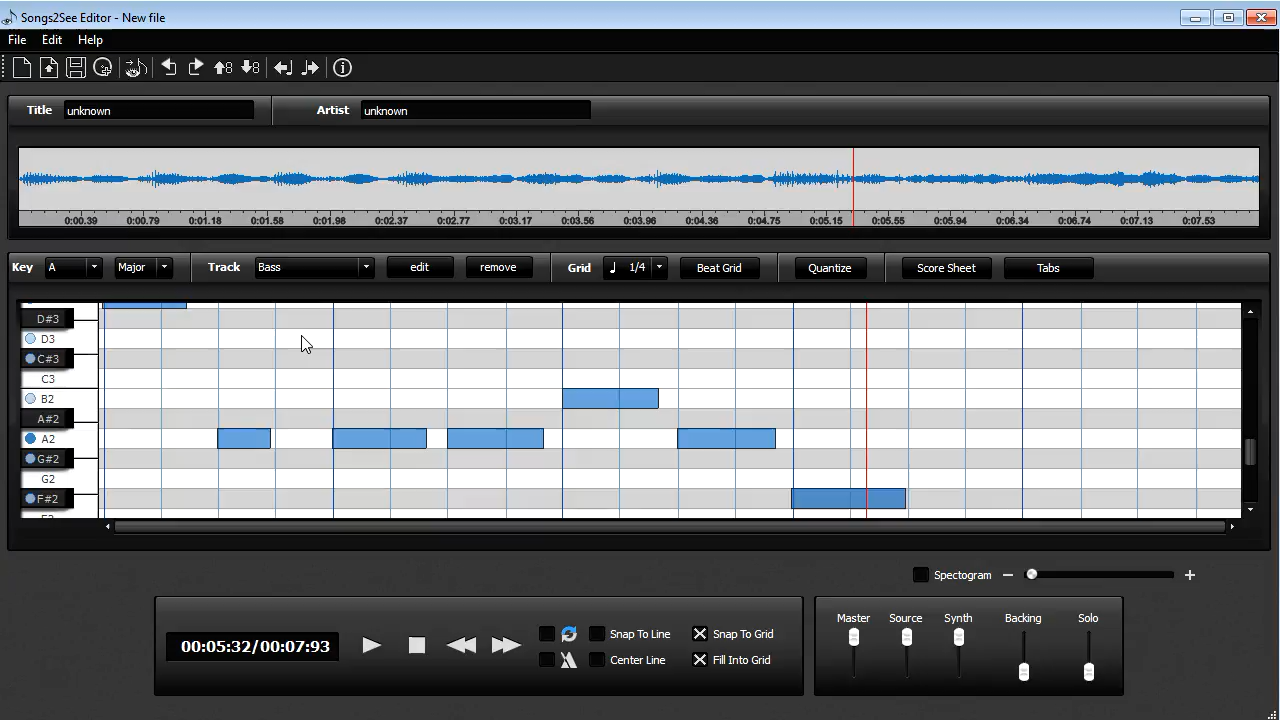 Songs2See Editor - New file
File Edit Help
8 8
Title unknown Artist unknown
0:00.39 0:00.79 0:01.18 0:01.58 0:01.98 0:02.37 0:02.77 0:03.17 0:03.56 0:03.96 0:04.36 0:04.75 0:05.15 0:05.55 0:05.94 0:06.34 0:06.74 0:07.13 0:07.53
Key A Major Track Bass edit remove Grid 1/4 Beat Grid Quantize Score Sheet Tabs
D#3
D3
C#3
C3
B2
A#2
A2
G#2
G2
F#2
Spectogram
Master Source Synth Backing Solo
00:05:32/00:07:93
Snap To Line Snap To Grid
Center Line Fill Into Grid